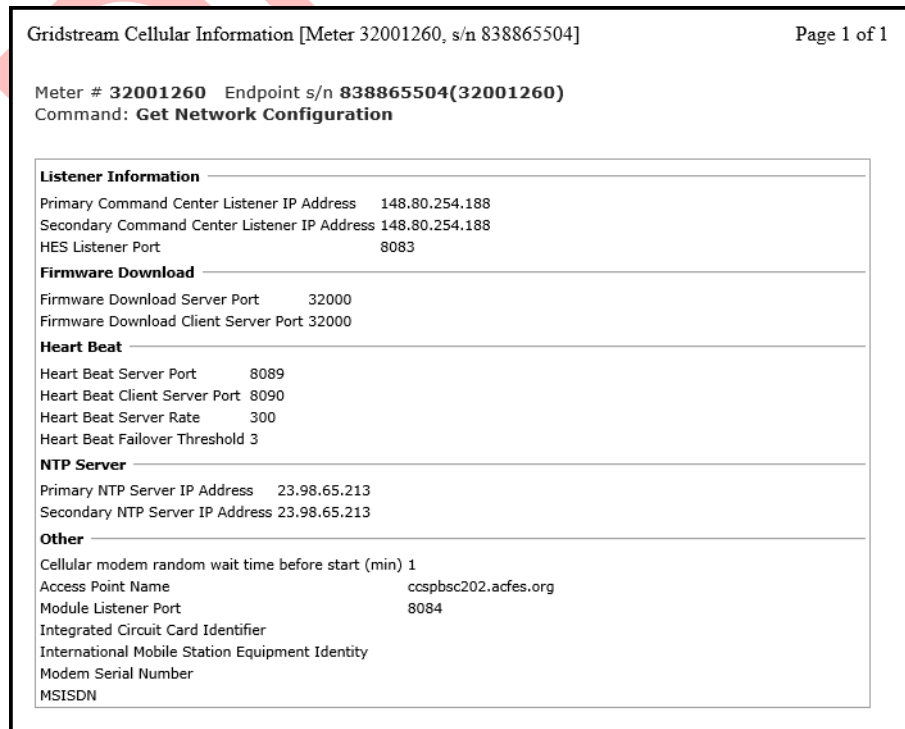 Gridstream Cellular Information [Meter 32001260, s/n 838865504] Page 1 of 1
Meter # 32001260 Endpoint s/n 838865504(32001260)
Command: Get Network Configuration
Listener Information
Primary Command Center Listener IP Address 148.80.254.188
Secondary Command Center Listener IP Address 148.80.254.188
HES Listener Port 8083
Firmware Download
Firmware Download Server Port 32000
Firmware Download Client Server Port 32000
Heart Beat
Heart Beat Server Port 8089
Heart Beat Client Server Port 8090
Heart Beat Server Rate 300
Heart Beat Failover Threshold 3
NTP Server
Primary NTP Server IP Address 23.98.65.213
Secondary NTP Server IP Address 23.98.65.213
Other
Cellular modem random wait time before start (min) 1
Access Point Name ccspbsc202.acfes.org
Module Listener Port 8084
Integrated Circuit Card Identifier
International Mobile Station Equipment Identity
Modem Serial Number
MSISDN